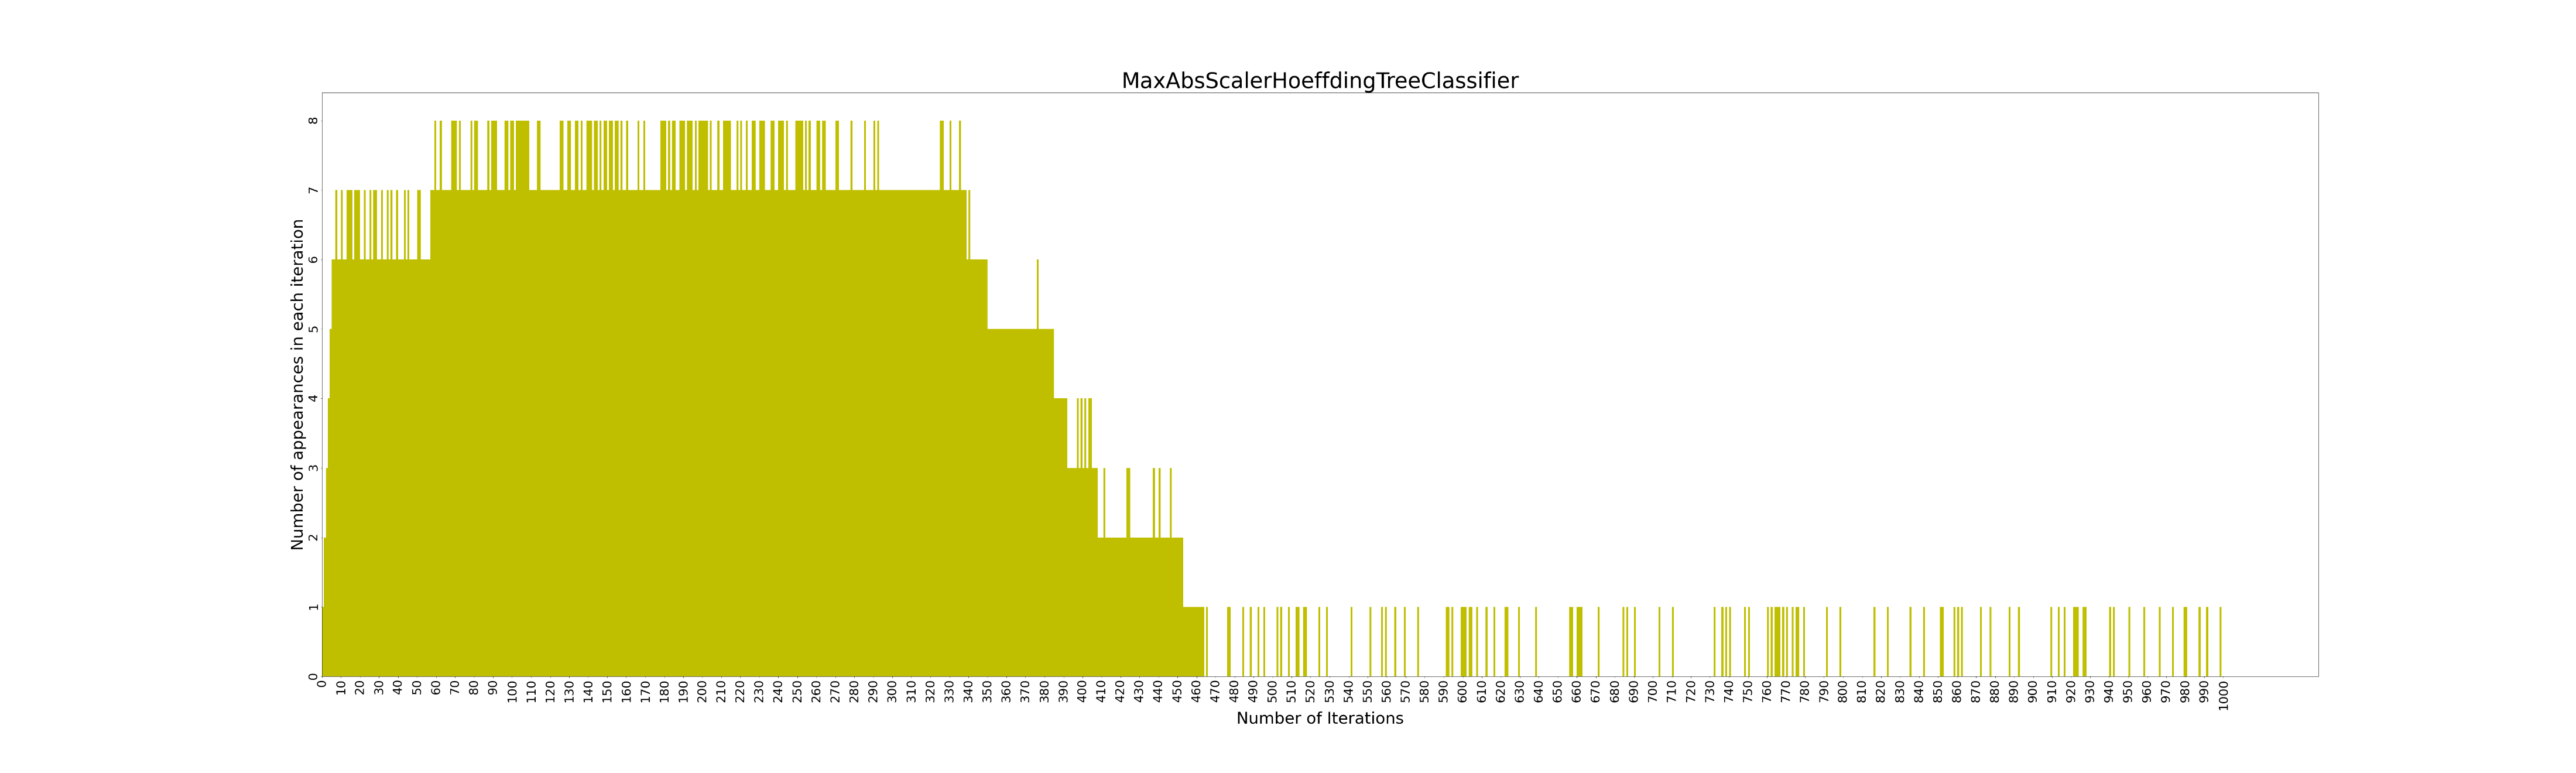 MaxAbsScalerHoeffdingTreeClassifier
Number of appearances in each iteration
8
7
6
5
4
3
2
1
0
0 10 20 30 40 50 60 70 80 90 100 110 120 130 140 150 160 170 180 190 200 210 220 230 240 250 260 270 280 290 300 310 320 330 340 350 360 370 380 390 400 410 420 430 440 450 460 470 480 490 500 510 520 530 540 550 560 570 580 590 600 610 620 630 640 650 660 670 680 690 700 710 720 730 740 750 760 770 780 790 800 810 820 830 840 850 860 870 880 890 900 910 920 930 940 950 960 970 980 990 1000
Number of Iterations